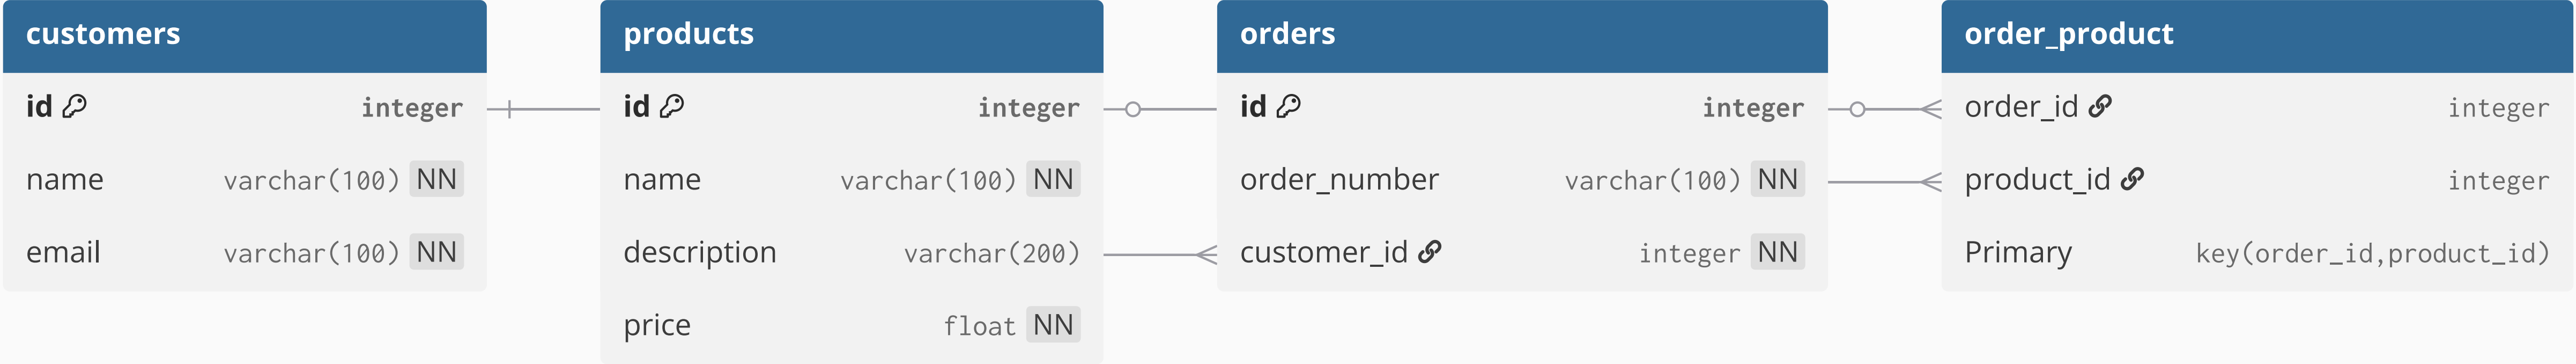 customers
id integer
name varchar(100) NN
email varchar(100) NN
products
id integer
name varchar(100) NN
description varchar(200)
price float NN
orders
id integer
order_number varchar(100) NN
customer_id integer NN
order_product
order_id integer
product_id integer
Primary key(order_id,product_id)